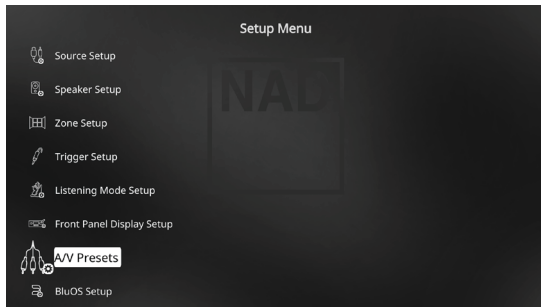 Setup Menu
Source Setup
Speaker Setup
Zone Setup
Trigger Setup
Listening Mode Setup
Front Panel Display Setup
A/V Presets
BluOS Setup
NAD